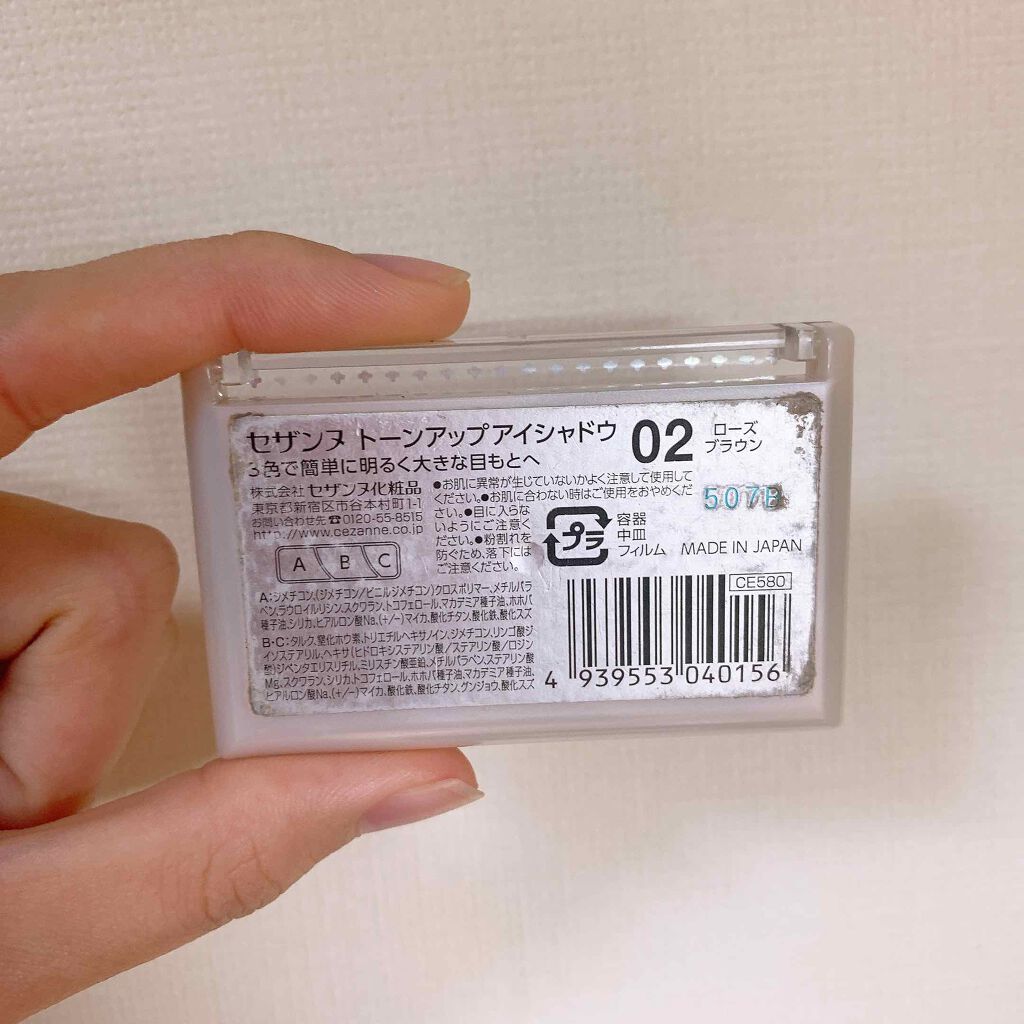 セザンヌ トーンアップアイシャドウ
3色で簡単に明るく大きな目もとへ
02 ローズ
ブラウン
株式会社 セザンヌ化粧品
東京都新宿区市谷本村町1-1
お問い合わせ先 ☎0120-55-8515
http://www.cezanne.co.jp
●お肌に異常が生じていないかよく注意して使用して
ください。●お肌に合わない時はご使用をおやめくだ
さい。●目に入らな
いようにご注意く
ださい。●粉割れを
防ぐため、落下には
ご注意ください。
507B
プラ
容器
中皿
フィルム
MADE IN JAPAN
A B C
CE580
A:ジメチコン,(ジメチコン/ビニルジメチコン)クロスポリマー,メチルパラ
ベン,ラウロイルリシン,スクワラン,トコフェロール,マカデミア種子油,ホホバ
種子油,シリカ,ヒアルロン酸Na,(+/−)マイカ,酸化チタン,酸化鉄,酸化スズ
B・C:タルク,窒化ホウ素,トリエチルヘキサノイン,ジメチコン,リンゴ酸ジ
イソステアリル,ヘキサ(ヒドロキシステアリン酸/ステアリン酸/ロジン
酸)ジペンタエリスリチル,ミリスチン酸亜鉛,メチルパラベン,ステアリン酸
Mg,スクワラン,シリカ,トコフェロール,ホホバ種子油,マカデミア種子油,
ヒアルロン酸Na,(+/−)マイカ,酸化鉄,酸化チタン,グンジョウ,酸化スズ
4 939553 040156